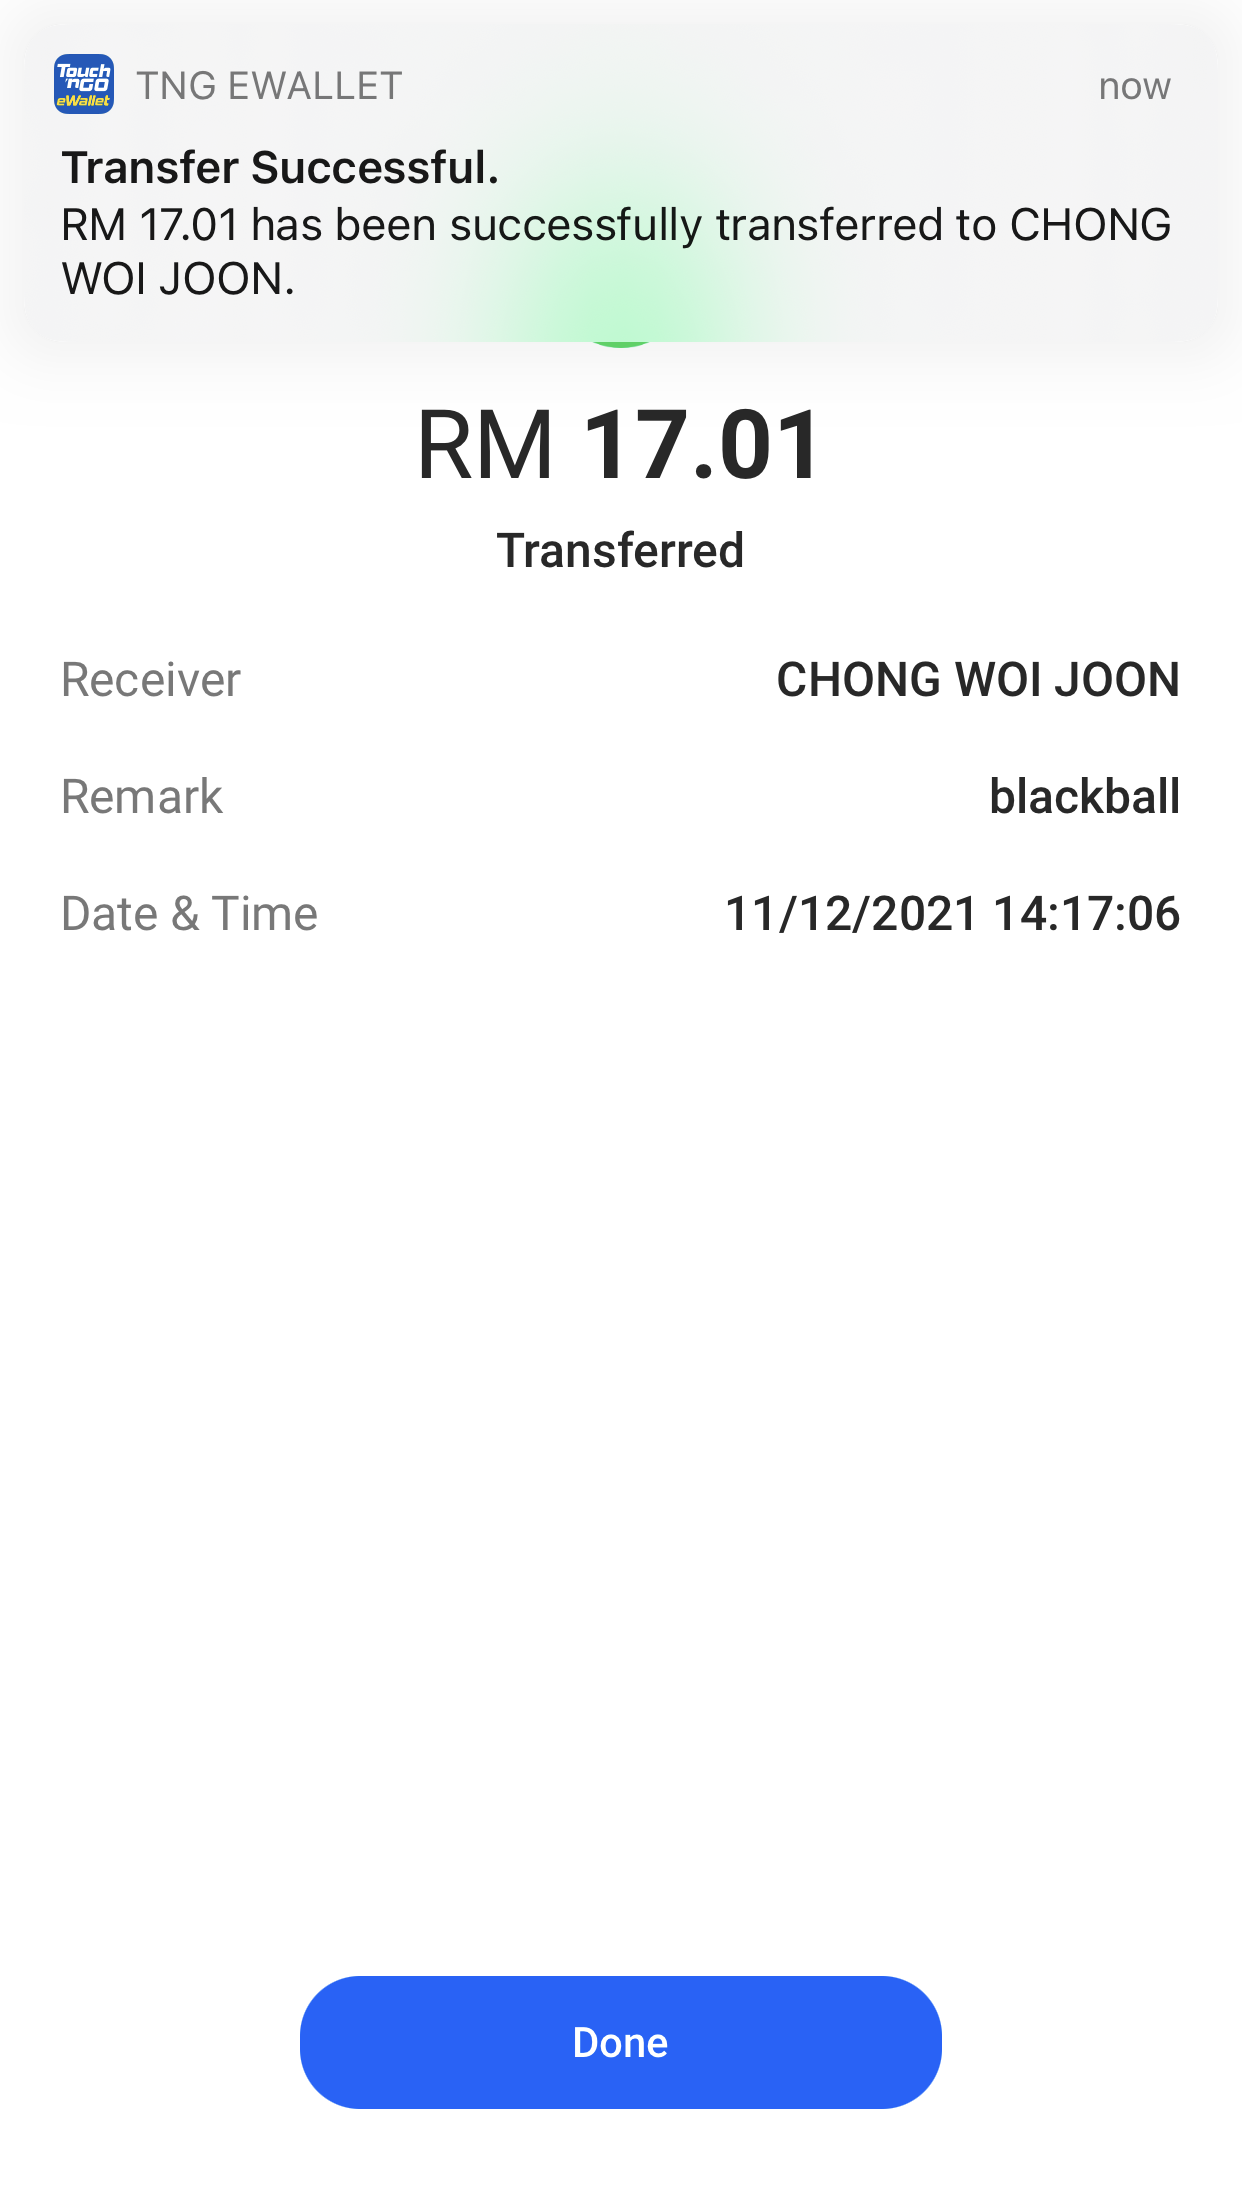 Touch
'nGO
eWallet
TNG EWALLET now
Transfer Successful.
RM 17.01 has been successfully transferred to CHONG
WOI JOON.
RM 17.01
Transferred
Receiver CHONG WOI JOON
Remark blackball
Date & Time 11/12/2021 14:17:06
Done